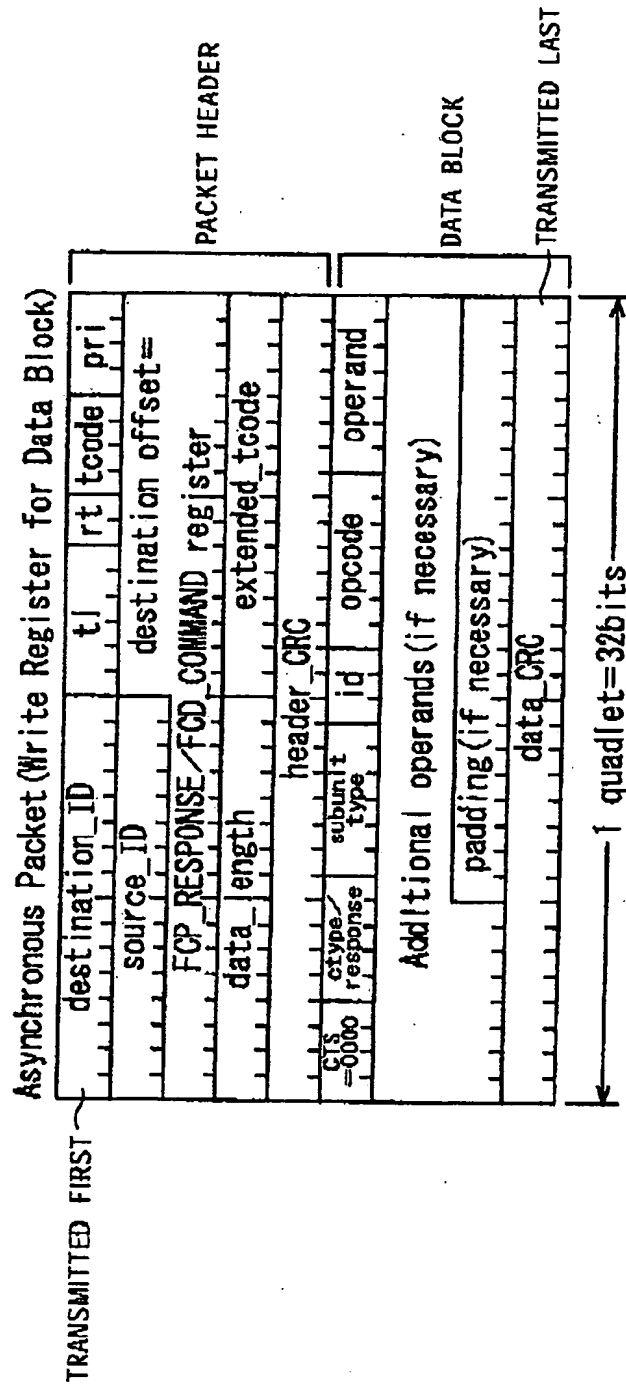 Asynchronous Packet(Write Register for Data Block)
TRANSMITTED FIRST
destination_ID tl rt tcode pri
source_ID destination offset=
FCP_RESPONSE/FCD_COMMAND register
data_length extended_tcode
header_CRC
PACKET HEADER
CTS
=0000
ctype/
response
subunit
type
id opcode operand
Additional operands(if necessary)
padding(if necessary)
data_CRC
DATA BLOCK
TRANSMITTED LAST
1 quadlet=32bits